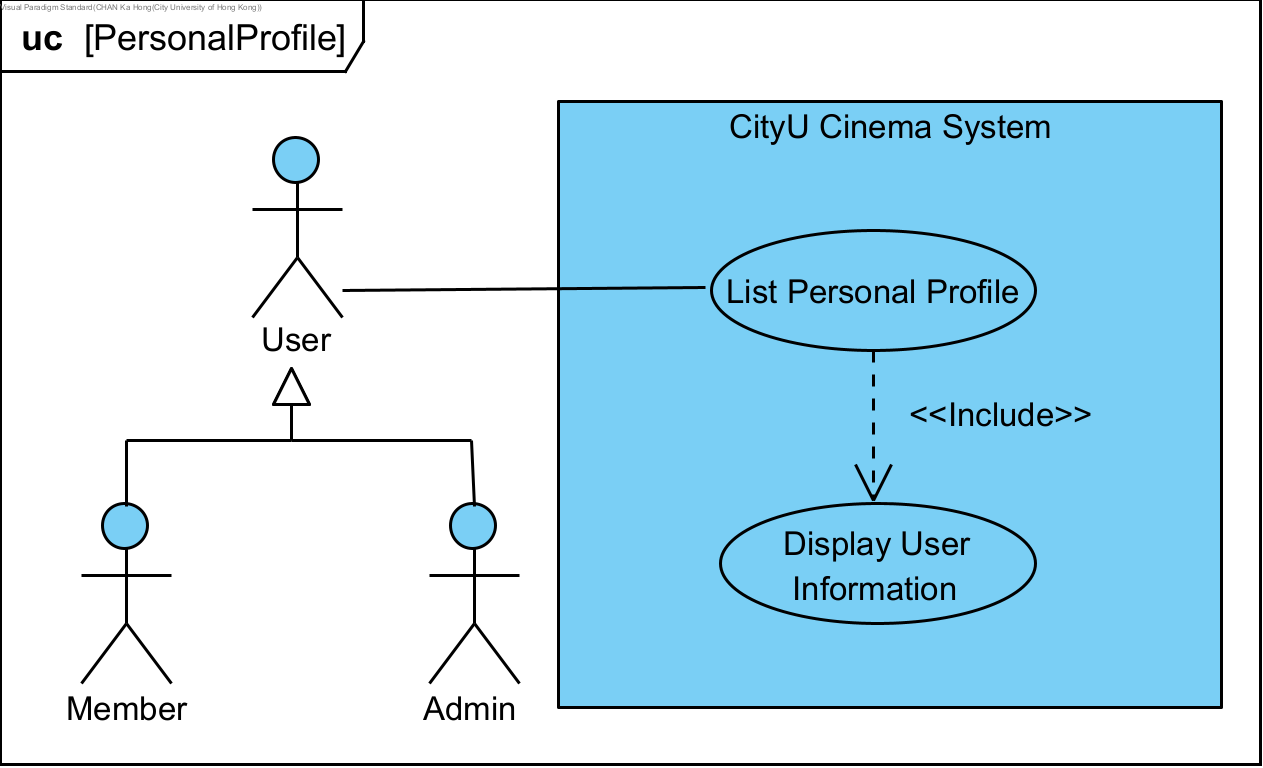 Visual Paradigm Standard(CHAN Ka Hong(City University of Hong Kong))
uc [PersonalProfile]
CityU Cinema System
List Personal Profile
User
<<Include>>
Display User
Information
Member
Admin